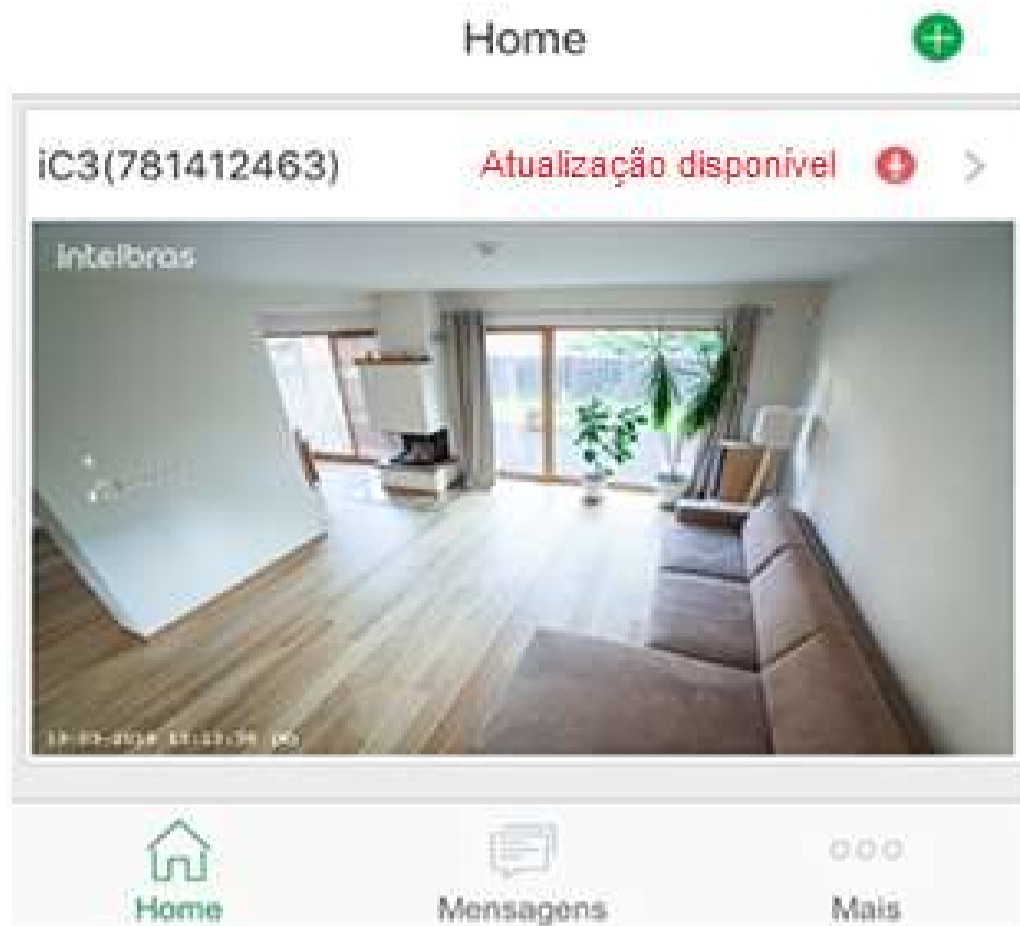 Home
iC3(781412463)
Atualização disponível
intelbras
Home
Mensagens
Mais